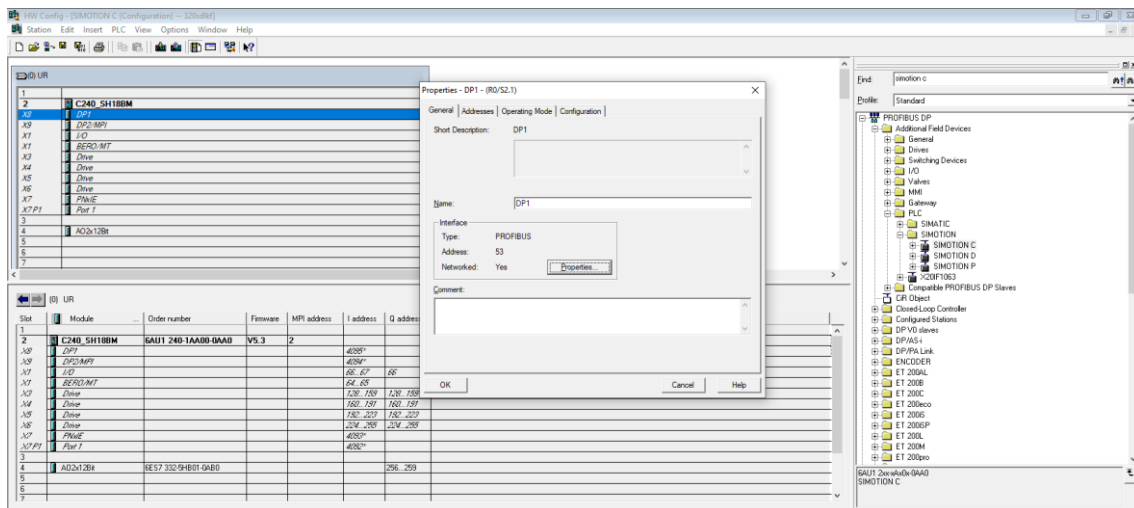 HW Config - [SIMOTION C (Configuration) -- 320sdlkf]
Station Edit Insert PLC View Options Window Help
(0) UR
1
2 C240_SH18BM
X8 DP1
X9 DP2/MPI
X1 I/O
X1 BERO/MT
X3 Drive
X4 Drive
X5 Drive
X6 Drive
X7 PNxIE
X7 P1 Port 1
3
4 AO2x12Bit
5
6
7
Properties - DP1 - (R0/S2.1)
General Addresses Operating Mode Configuration
Short Description: DP1
Name: DP1
Interface
Type: PROFIBUS
Address: 53
Networked: Yes Properties...
Comment:
OK Cancel Help
(0) UR
Slot Module ... Order number Firmware MPI address I address Q addres
1
2 C240_SH18BM 6AU1 240-1AA00-0AA0 V5.3 2
X8 DP1 4095*
X9 DP2/MPI 4094*
X1 I/O 66...67 66
X1 BERO/MT 64...65
X3 Drive 128...159 128...159
X4 Drive 160...191 160...191
X5 Drive 192...223 192...223
X6 Drive 224...255 224...255
X7 PNxIE 4093*
X7 P1 Port 1 4092*
3
4 AO2x12Bit 6ES7 332-5HB01-0AB0 256...259
5
6
7
Find: simotion c
Profile: Standard
PROFIBUS DP
Additional Field Devices
General
Drives
Switching Devices
I/O
Valves
MMI
Gateway
PLC
SIMATIC
SIMOTION
SIMOTION C
SIMOTION D
SIMOTION P
X20IF1063
Compatible PROFIBUS DP Slaves
CiR Object
Closed-Loop Controller
Configured Stations
DP V0 slaves
DP/AS-i
DP/PA Link
ENCODER
ET 200AL
ET 200B
ET 200C
ET 200eco
ET 200iS
ET 200iSP
ET 200L
ET 200M
ET 200pro
SIMOTION C